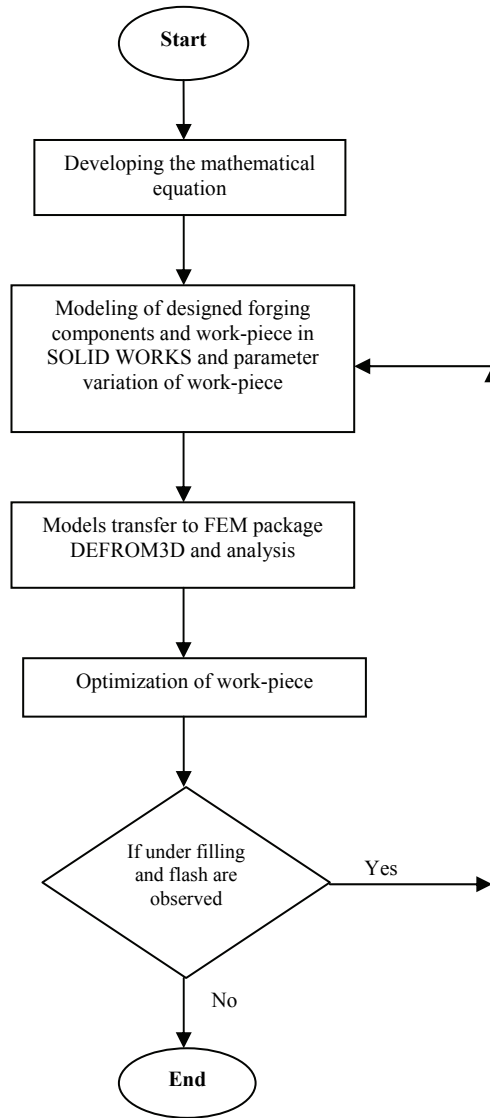 Start
Developing the mathematical
equation
Modeling of designed forging
components and work-piece in
SOLID WORKS and parameter
variation of work-piece
Models transfer to FEM package
DEFROM3D and analysis
Optimization of work-piece
If under filling
and flash are
observed
Yes
No
End